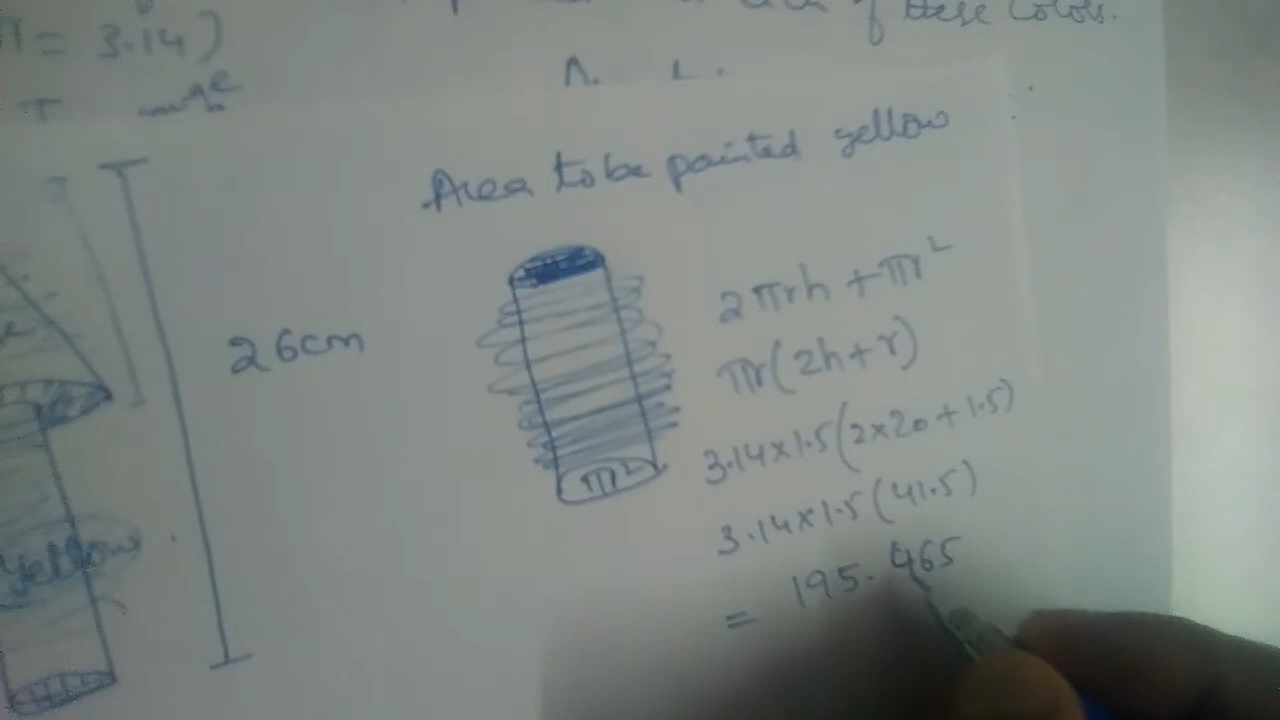 of these colors.
= 3.14)
Area to be painted yellow
26cm
2πrh + πr²
πr(2h+r)
3.14×1.5(2×20+1.5)
πr²
3.14×1.5(41.5)
yellow
= 195.465